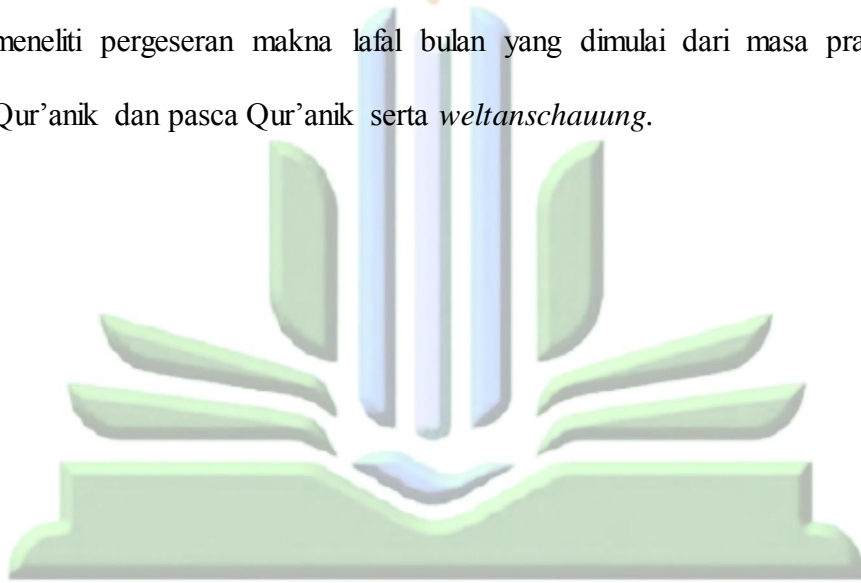 meneliti pergeseran makna lafal bulan yang dimulai dari masa pra
Qur’anik dan pasca Qur’anik serta weltanschauung.